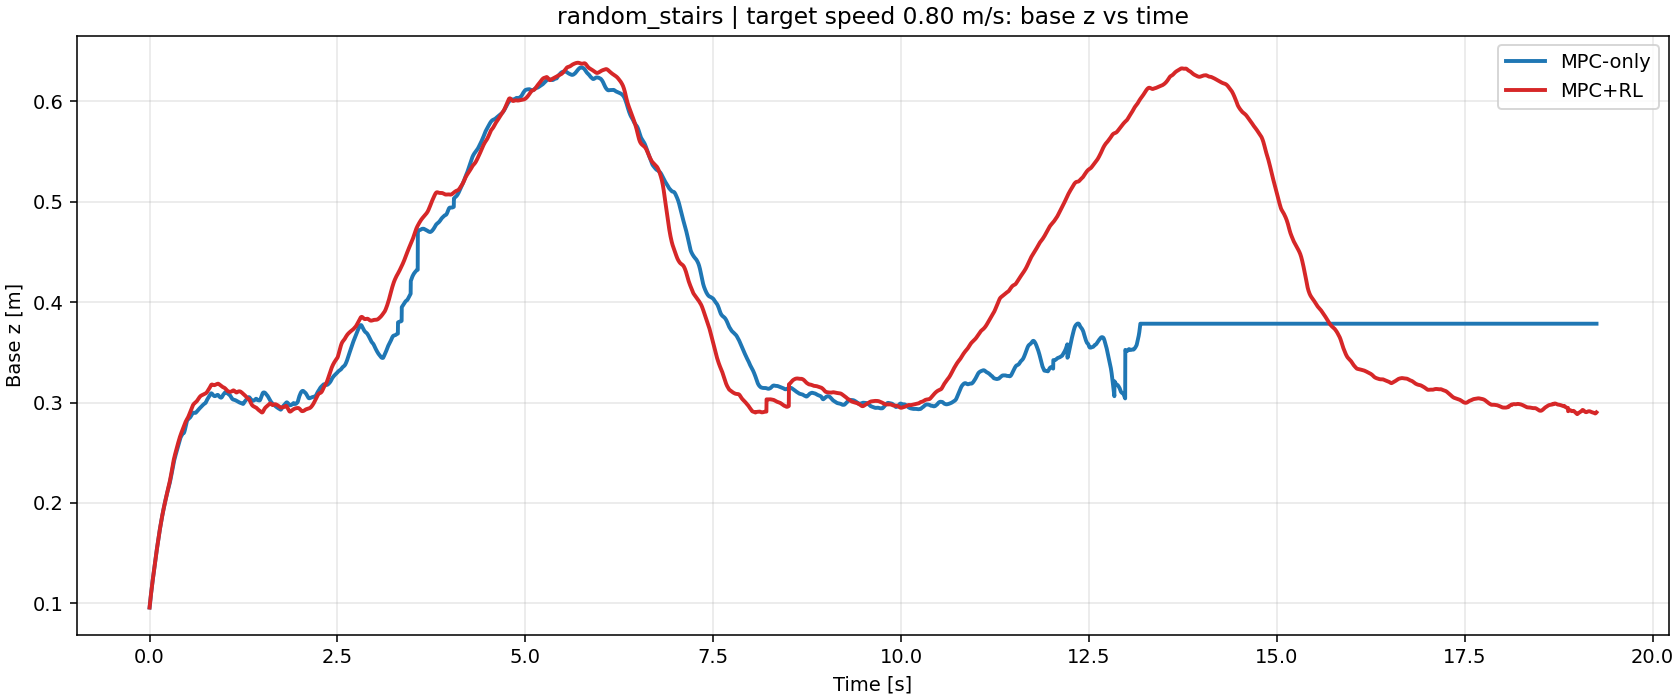 random_stairs | target speed 0.80 m/s: base z vs time
MPC-only
MPC+RL
Base z [m]
0.6
0.5
0.4
0.3
0.2
0.1
0.0 2.5 5.0 7.5 10.0 12.5 15.0 17.5 20.0
Time [s]